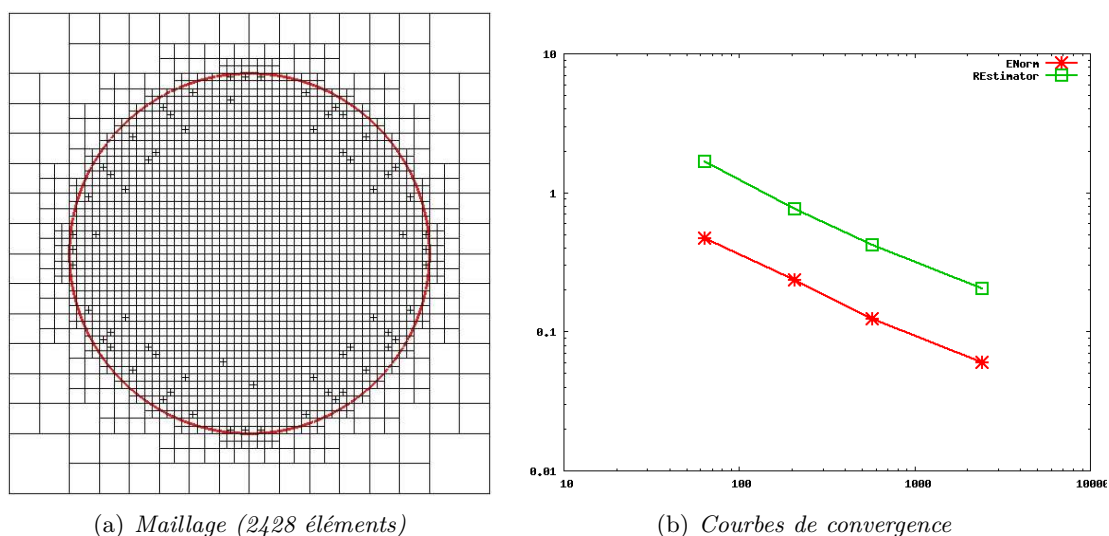 10
1
0.1
0.01
10
100
1000
10000
ENorm
REstimator
(a) Maillage (2428 éléments)
(b) Courbes de convergence